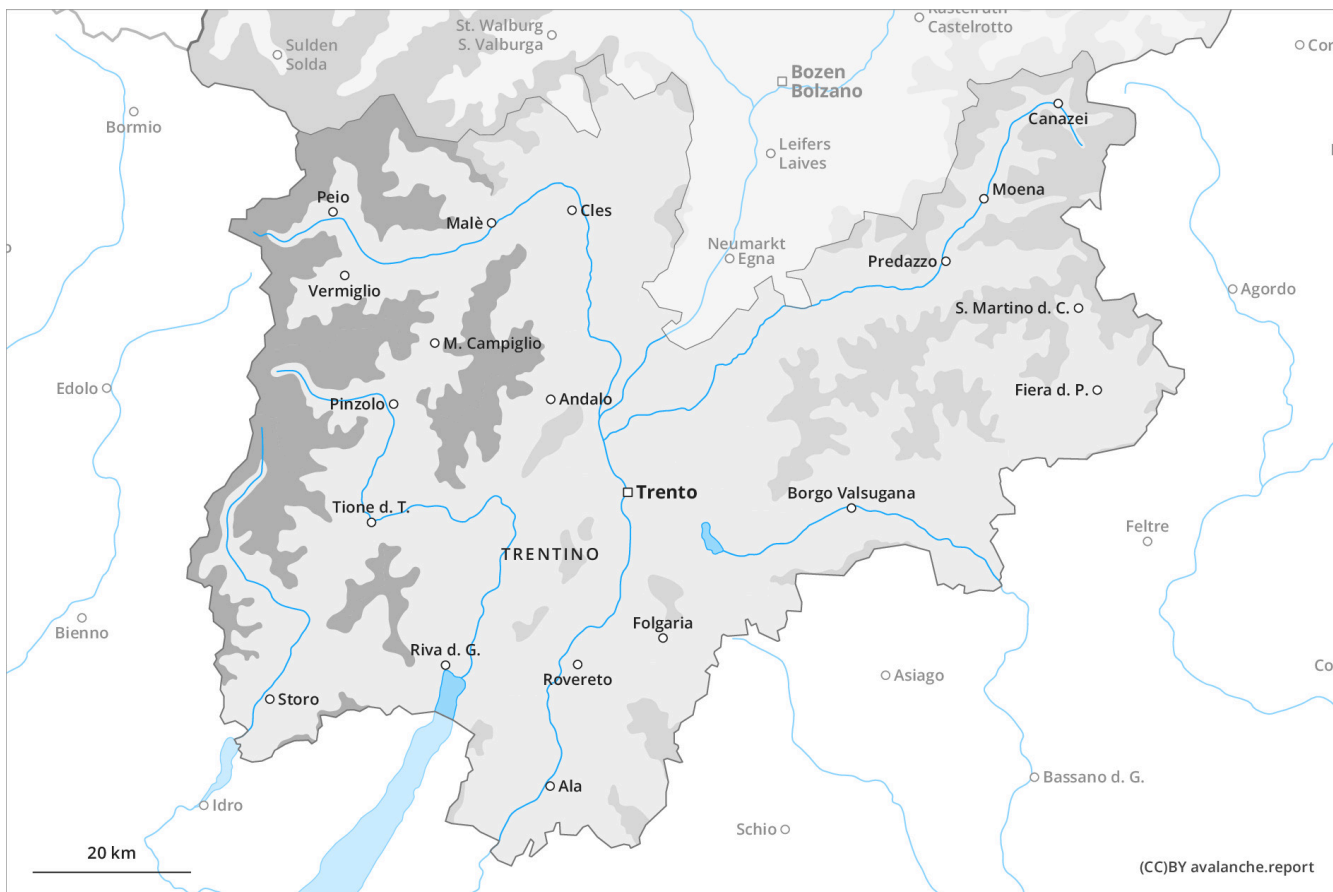 Kastelruth
Castelrotto
St. Walburg
S. Valburga
Sulden
Solda
Bozen
Bolzano
Bormio
Canazei
Leifers
Laives
Peio
Malè
Cles
Moena
Neumarkt
Egna
Predazzo
Vermiglio
Agordo
S. Martino d. C.
M. Campiglio
Edolo
Pinzolo
Andalo
Fiera d. P.
Trento
Borgo Valsugana
Tione d. T.
Feltre
TRENTINO
Bienno
Folgaria
Riva d. G.
Rovereto
Asiago
Storo
Ala
Bassano d. G.
Idro
Schio
20 km
(CC)BY avalanche.report